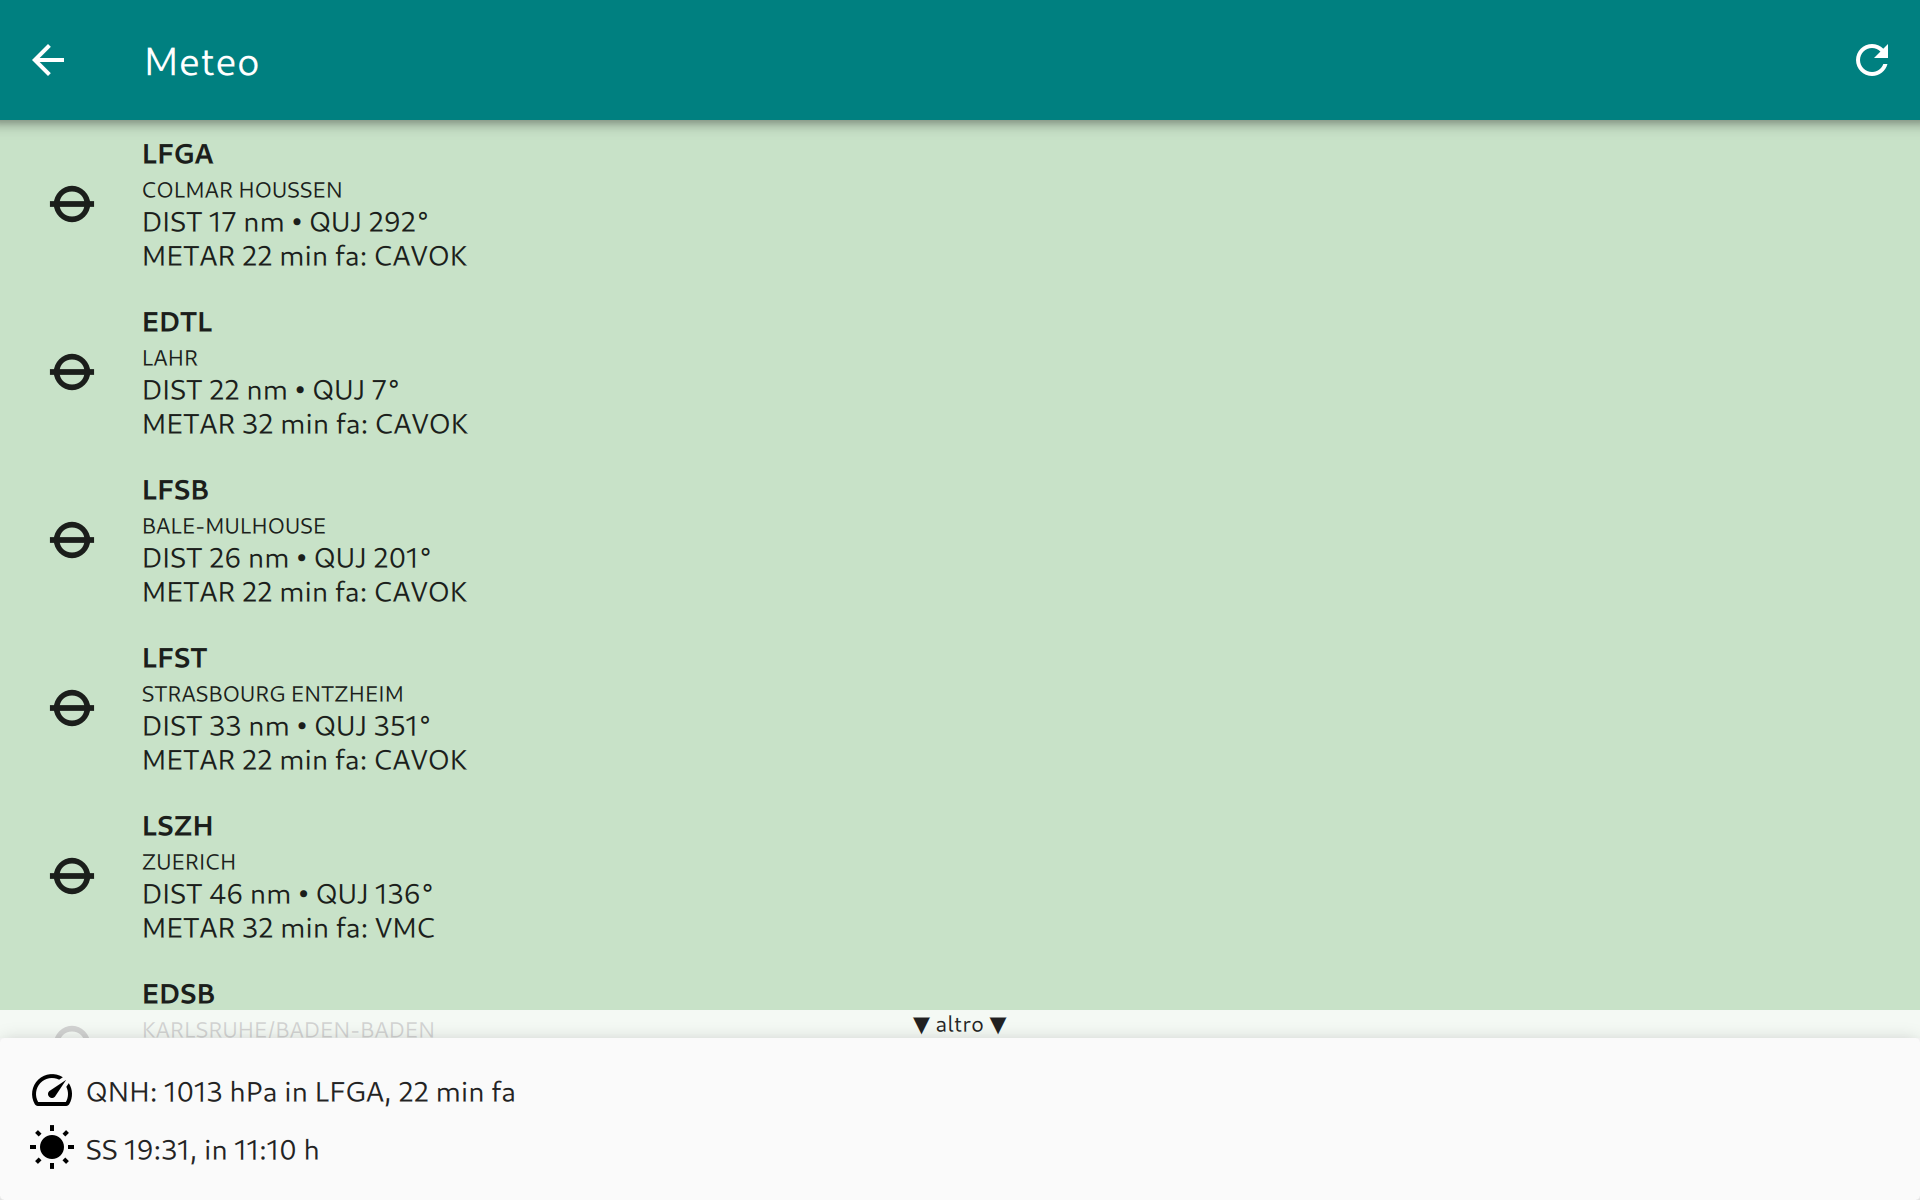 Meteo
LFGA
COLMAR HOUSSEN
DIST 17 nm • QUJ 292°
METAR 22 min fa: CAVOK
EDTL
LAHR
DIST 22 nm • QUJ 7°
METAR 32 min fa: CAVOK
LFSB
BALE-MULHOUSE
DIST 26 nm • QUJ 201°
METAR 22 min fa: CAVOK
LFST
STRASBOURG ENTZHEIM
DIST 33 nm • QUJ 351°
METAR 22 min fa: CAVOK
LSZH
ZUERICH
DIST 46 nm • QUJ 136°
METAR 32 min fa: VMC
EDSB
KARLSRUHE/BADEN-BADEN
▼ altro ▼
QNH: 1013 hPa in LFGA, 22 min fa
SS 19:31, in 11:10 h